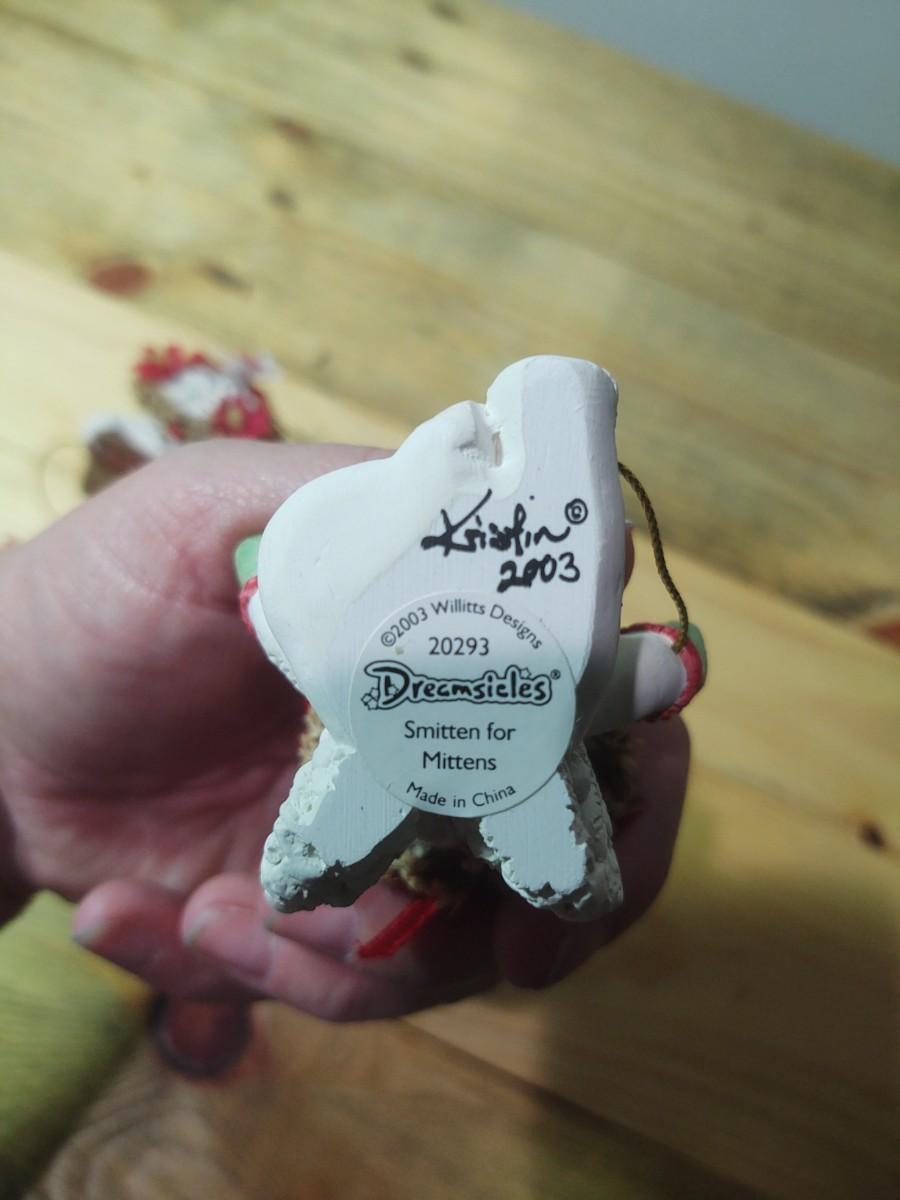 Kristin©
2003
©2003 Willitts Designs
20293
Dreamsicles®
Smitten for
Mittens
Made in China